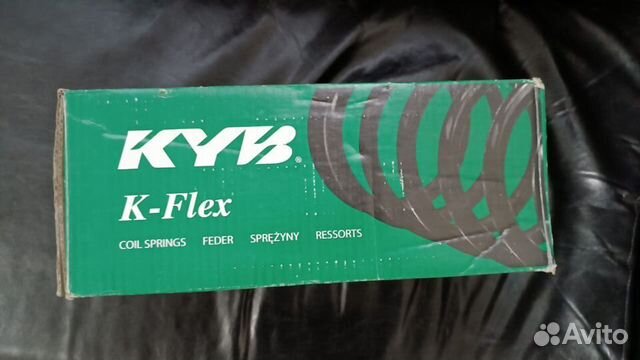 KYB®
K-Flex
COIL SPRINGS FEDER SPRĘŻYNY RESSORTS
Avito